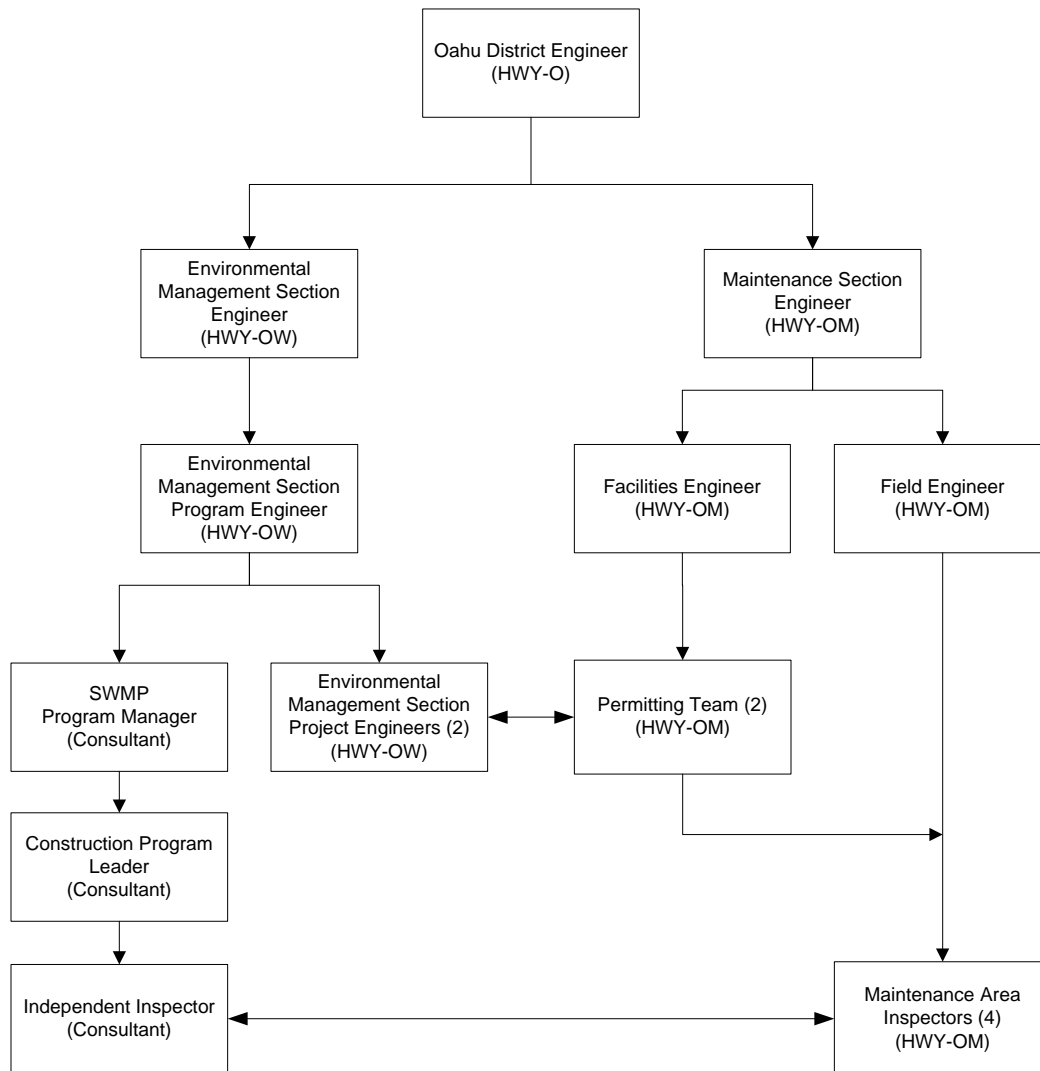 Oahu District Engineer
(HWY-O)
Environmental
Management Section
Engineer
(HWY-OW)
Maintenance Section
Engineer
(HWY-OM)
Environmental
Management Section
Program Engineer
(HWY-OW)
Facilities Engineer
(HWY-OM)
Field Engineer
(HWY-OM)
SWMP
Program Manager
(Consultant)
Environmental
Management Section
Project Engineers (2)
(HWY-OW)
Permitting Team (2)
(HWY-OM)
Construction Program
Leader
(Consultant)
Independent Inspector
(Consultant)
Maintenance Area
Inspectors (4)
(HWY-OM)